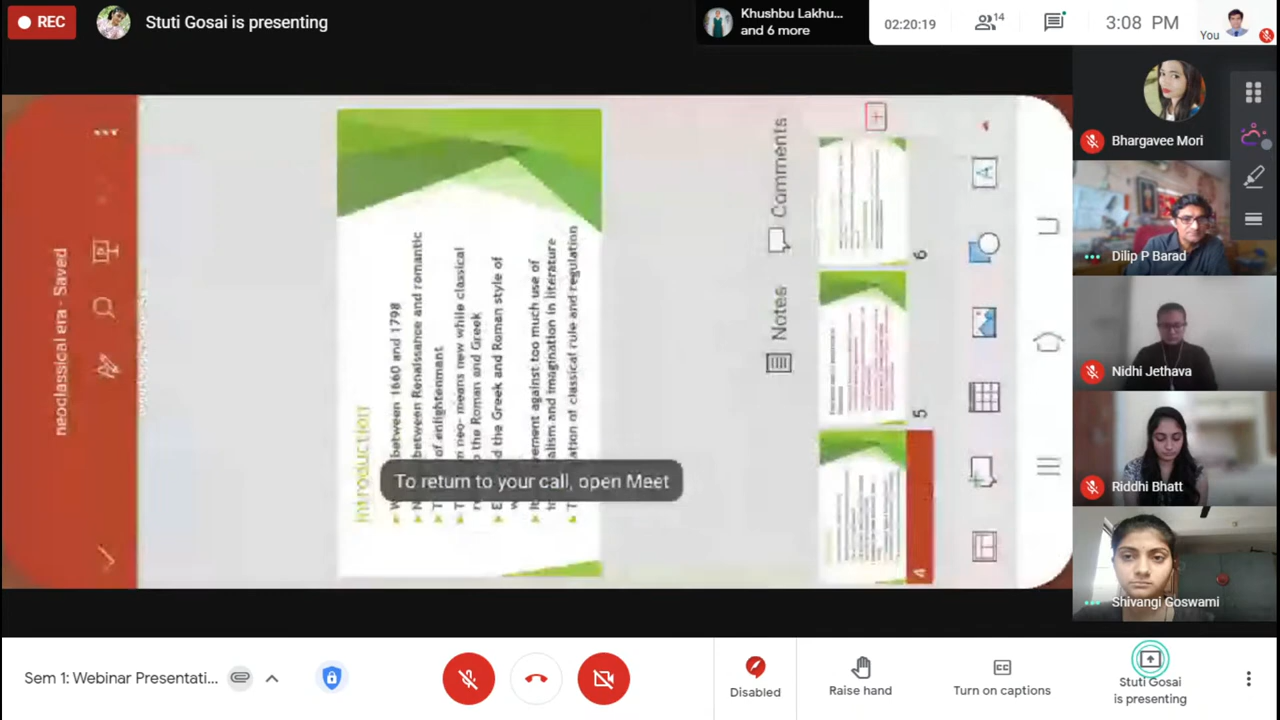 REC
Stuti Gosai is presenting
Khushbu Lakhu...
and 6 more
02:20:19
14
3:08 PM
You
neoclassical era - Saved
Introduction
between 1660 and 1798
between Renaissance and romantic
of enlightenmant
neo- means new while classical
the Roman and Greek
d the Greek and Roman style of
ement against too much use of
alism and imagination in literature
ation of classical rule and regulation
To return to your call, open Meet
Notes
Comments
4
5
6
Bhargavee Mori
Dilip P Barad
Nidhi Jethava
Riddhi Bhatt
Shivangi Goswami
Sem 1: Webinar Presentati...
Disabled
Raise hand
Turn on captions
Stuti Gosai
is presenting